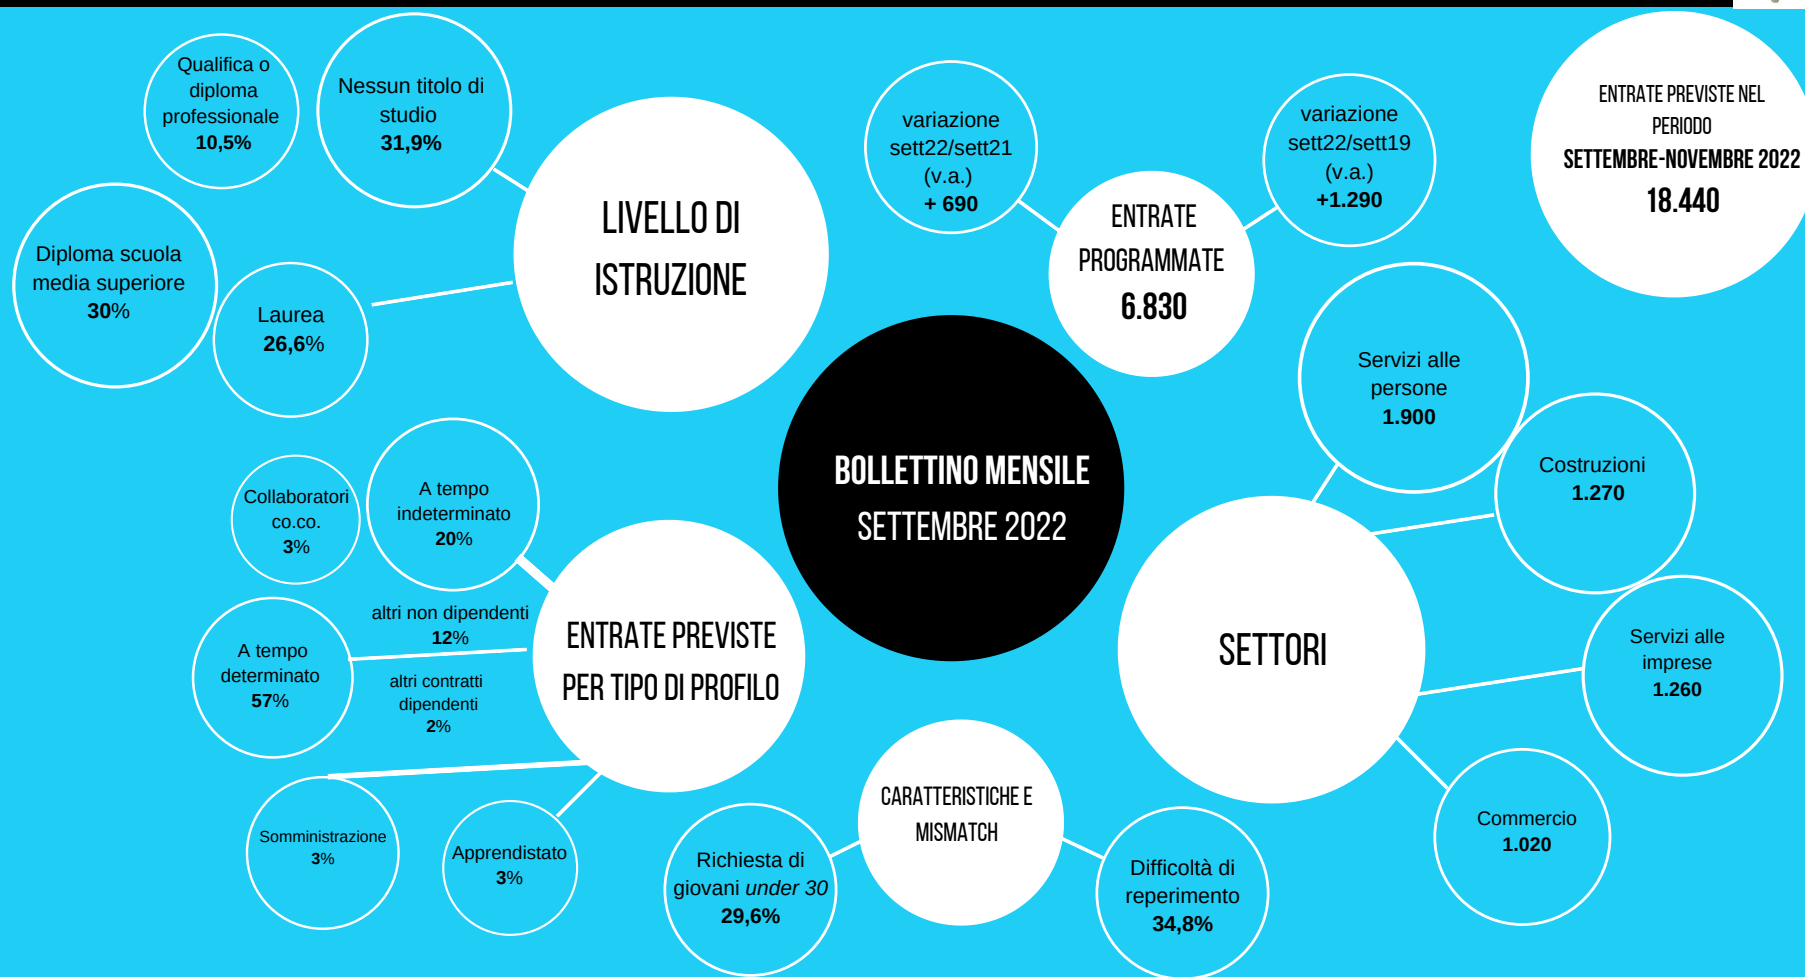 Qualifica o
diploma
professionale
10,5%
Nessun titolo di
studio
31,9%
Diploma scuola
media superiore
30%
Laurea
26,6%
LIVELLO DI
ISTRUZIONE
variazione
sett22/sett21
(v.a.)
+ 690
ENTRATE
PROGRAMMATE
6.830
variazione
sett22/sett19
(v.a.)
+1.290
ENTRATE PREVISTE NEL
PERIODO
SETTEMBRE-NOVEMBRE 2022
18.440
BOLLETTINO MENSILE
SETTEMBRE 2022
Servizi alle
persone
1.900
Costruzioni
1.270
SETTORI
Servizi alle
imprese
1.260
Commercio
1.020
Collaboratori
co.co.
3%
A tempo
indeterminato
20%
altri non dipendenti
12%
A tempo
determinato
57%
altri contratti
dipendenti
2%
ENTRATE PREVISTE
PER TIPO DI PROFILO
Somministrazione
3%
Apprendistato
3%
CARATTERISTICHE E
MISMATCH
Richiesta di
giovani under 30
29,6%
Difficoltà di
reperimento
34,8%